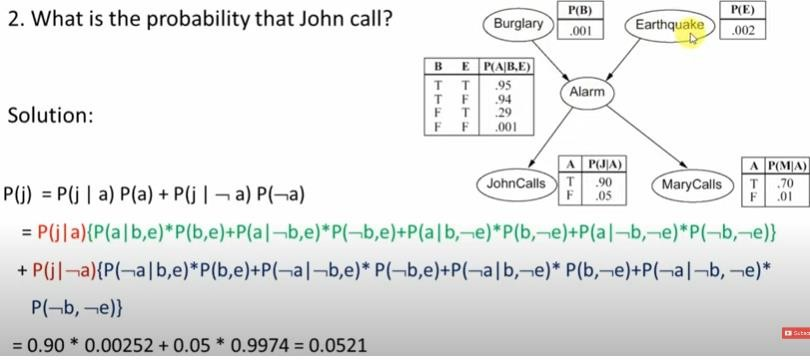 2. What is the probability that John call?
Burglary
P(B)
.001
Earthquake
P(E)
.002
B E P(A|B,E)
T T .95
T F .94
F T .29
F F .001
Alarm
Solution:
JohnCalls
A P(J|A)
T .90
F .05
MaryCalls
A P(M|A)
T .70
F .01
P(j) = P(j | a) P(a) + P(j | ¬ a) P(¬a)
= P(j|a){P(a|b,e)*P(b,e)+P(a|¬b,e)*P(¬b,e)+P(a|b,¬e)*P(b,¬e)+P(a|¬b,¬e)*P(¬b,¬e)}
+ P(j|¬a){P(¬a|b,e)*P(b,e)+P(¬a|¬b,e)* P(¬b,e)+P(¬a|b,¬e)* P(b,¬e)+P(¬a|¬b, ¬e)*
P(¬b, ¬e)}
= 0.90 * 0.00252 + 0.05 * 0.9974 = 0.0521